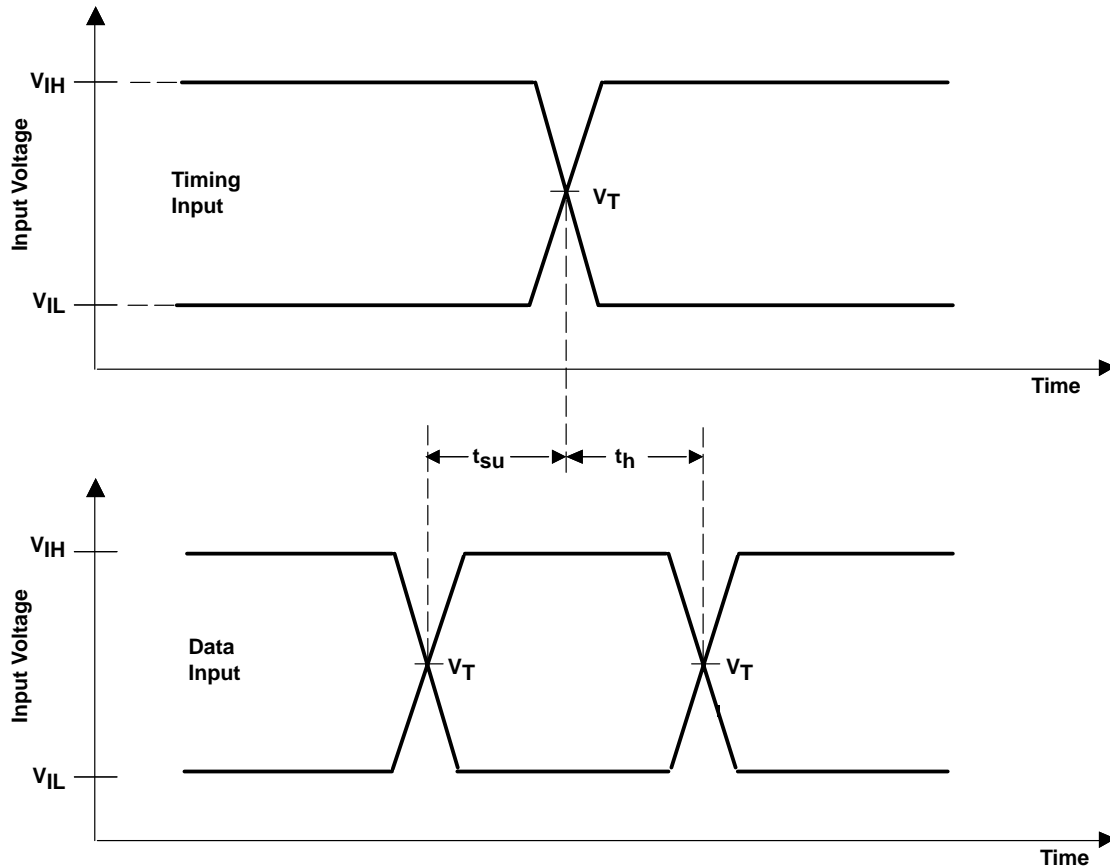 VIH
Input Voltage
Timing
Input
VT
VIL
Time
tsu
th
VIH
Input Voltage
Data
Input
VT
VT
VIL
Time